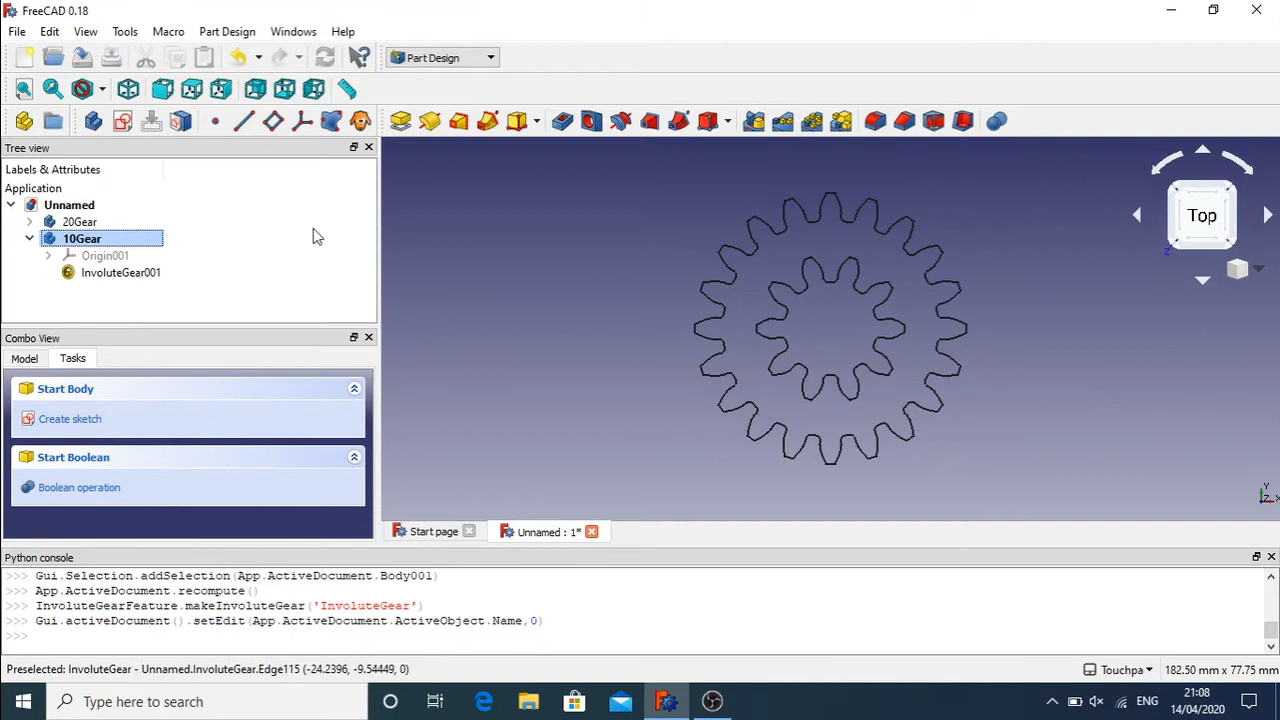 FreeCAD 0.18
File Edit View Tools Macro Part Design Windows Help
Part Design
Tree view
Labels & Attributes
Application
Unnamed
20Gear
10Gear
Origin001
InvoluteGear001
Combo View
Model Tasks
Start Body
Create sketch
Start Boolean
Boolean operation
Top
Z
Y
Z X
Start page
Unnamed : 1*
Python console
>>> Gui.Selection.addSelection(App.ActiveDocument.Body001)
>>> App.ActiveDocument.recompute()
>>> InvoluteGearFeature.makeInvoluteGear('InvoluteGear')
>>> Gui.activeDocument().setEdit(App.ActiveDocument.ActiveObject.Name,0)
>>>
Preselected: InvoluteGear - Unnamed.InvoluteGear.Edge115 (-24.2396, -9.54449, 0)
Touchpa
182.50 mm x 77.75 mm
Type here to search
ENG
21:08
14/04/2020